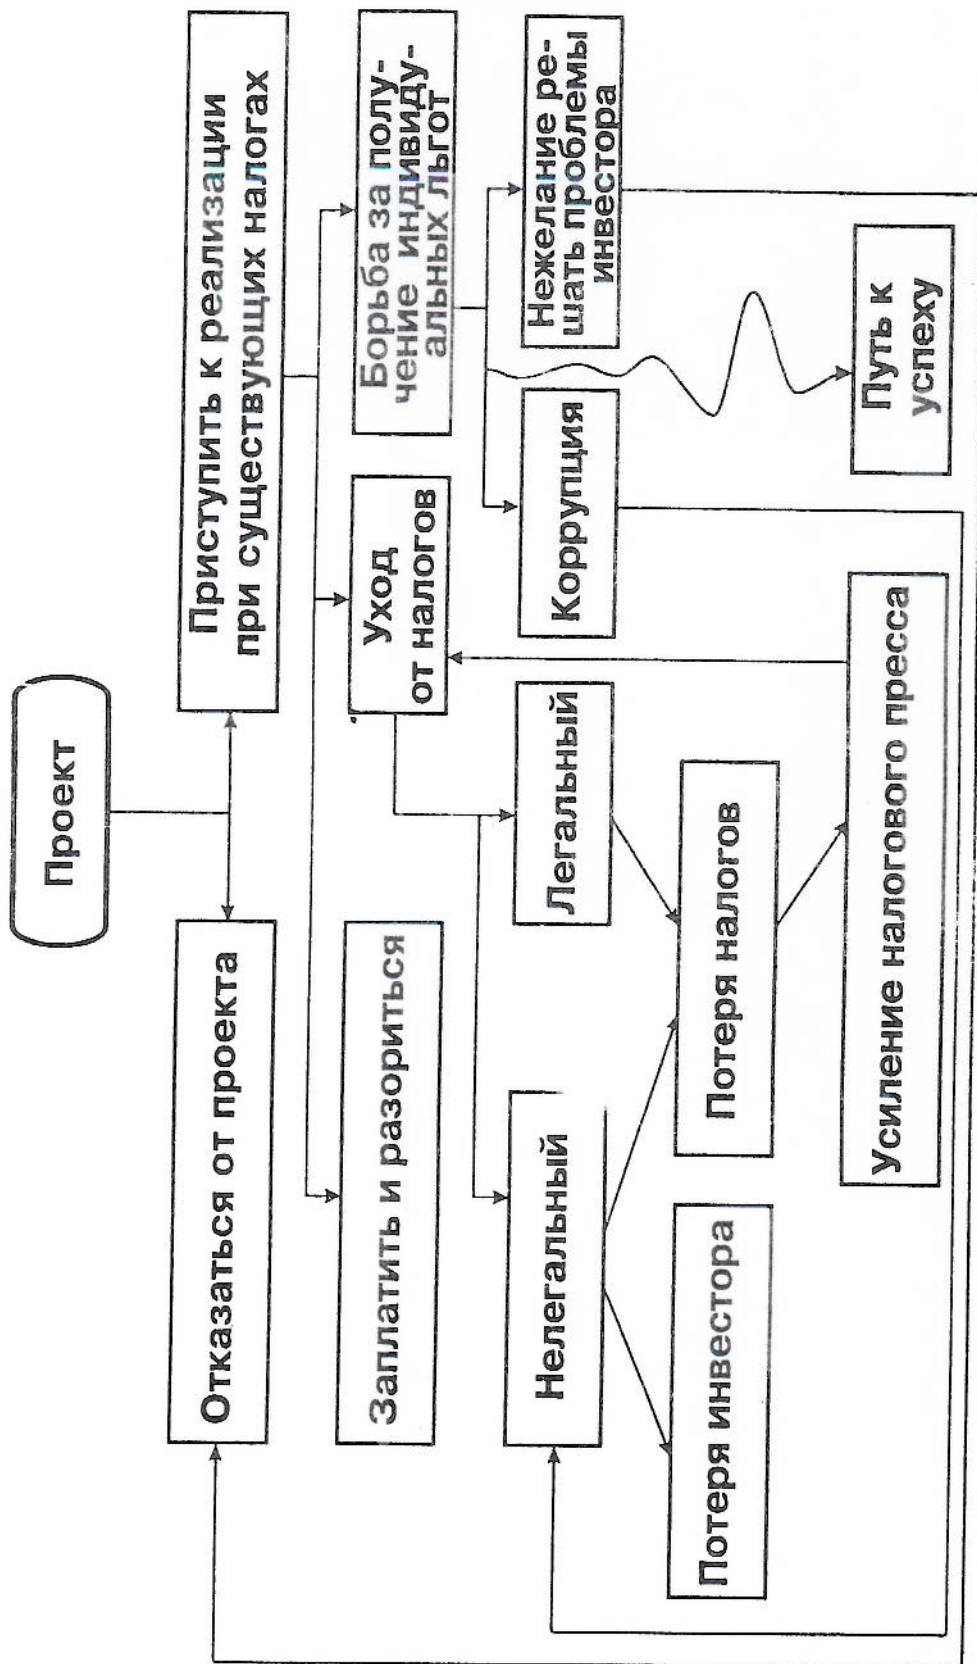 Проект
Отказаться от проекта
Приступить к реализации
при существующих налогах
Заплатить и разориться
Уход
от налогов
Борьба за полу-
чение индивиду-
альных льгот
Нелегальный
Легальный
Коррупция
Нежелание ре-
шать проблемы
инвестора
Потеря инвестора
Потеря налогов
Усиление налогового пресса
Путь к
успеху